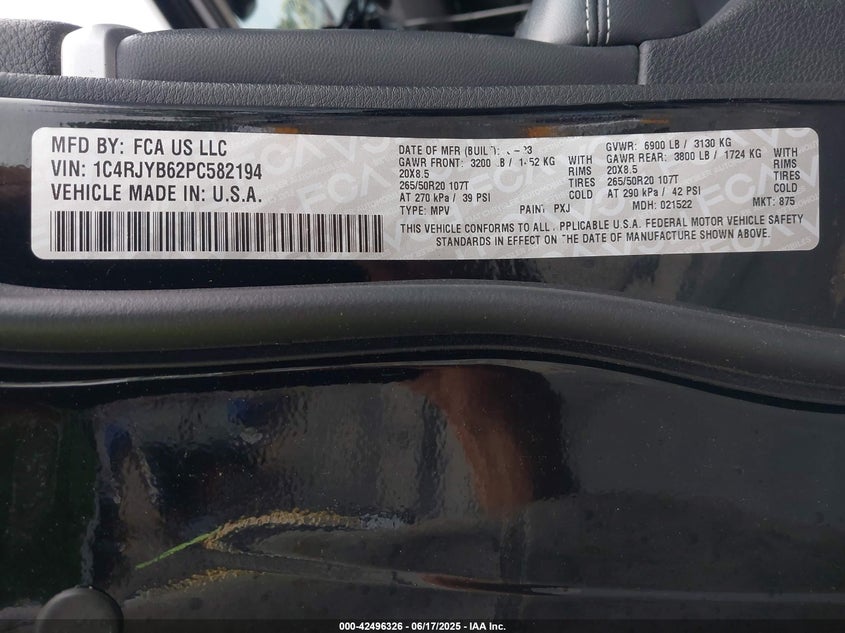 MFD BY: FCA US LLC
VIN: 1C4RJYB62PC582194
VEHICLE MADE IN: U.S.A.
DATE OF MFR
GVWR: 6900 LB / 3130 KG
GAWR FRONT: 3200 KG WITH GAWR REAR: 3800 LB / 1724 KG WITH
20X8.5 RIMS 20X8.5 RIMS
265/50R20 107T TIRES 265/50R20 107T TIRES
AT 270 kPa / 39 PSI COLD AT 290 kPa / 42 PSI COLD
TYPE: MPV PAINT: PXJ MDH: 021522 MKT: 875
THIS VEHICLE CONFORMS TO ALL APPLICABLE U.S.A. FEDERAL MOTOR VEHICLE SAFETY
STANDARDS IN EFFECT ON THE DATE OF MANUFACTURE SHOWN ABOVE.
000-42496326 - 06/17/2025 - IAA Inc.